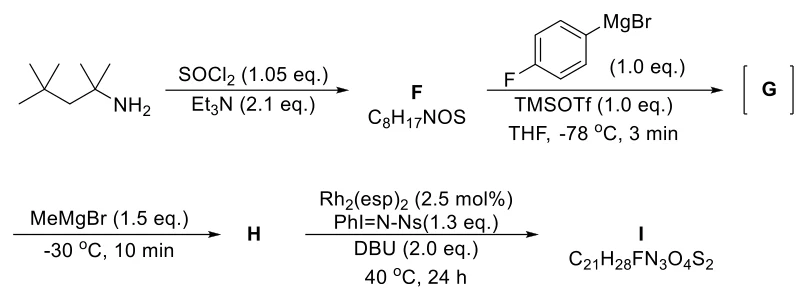 MgBr
F
NH2
SOCl2 (1.05 eq.)
Et3N (2.1 eq.)
F
C8H17NOS
(1.0 eq.)
TMSOTf (1.0 eq.)
THF, -78 °C, 3 min
G
MeMgBr (1.5 eq.)
-30 °C, 10 min
H
Rh2(esp)2 (2.5 mol%)
PhI=N-Ns(1.3 eq.)
DBU (2.0 eq.)
40 °C, 24 h
I
C21H28FN3O4S2